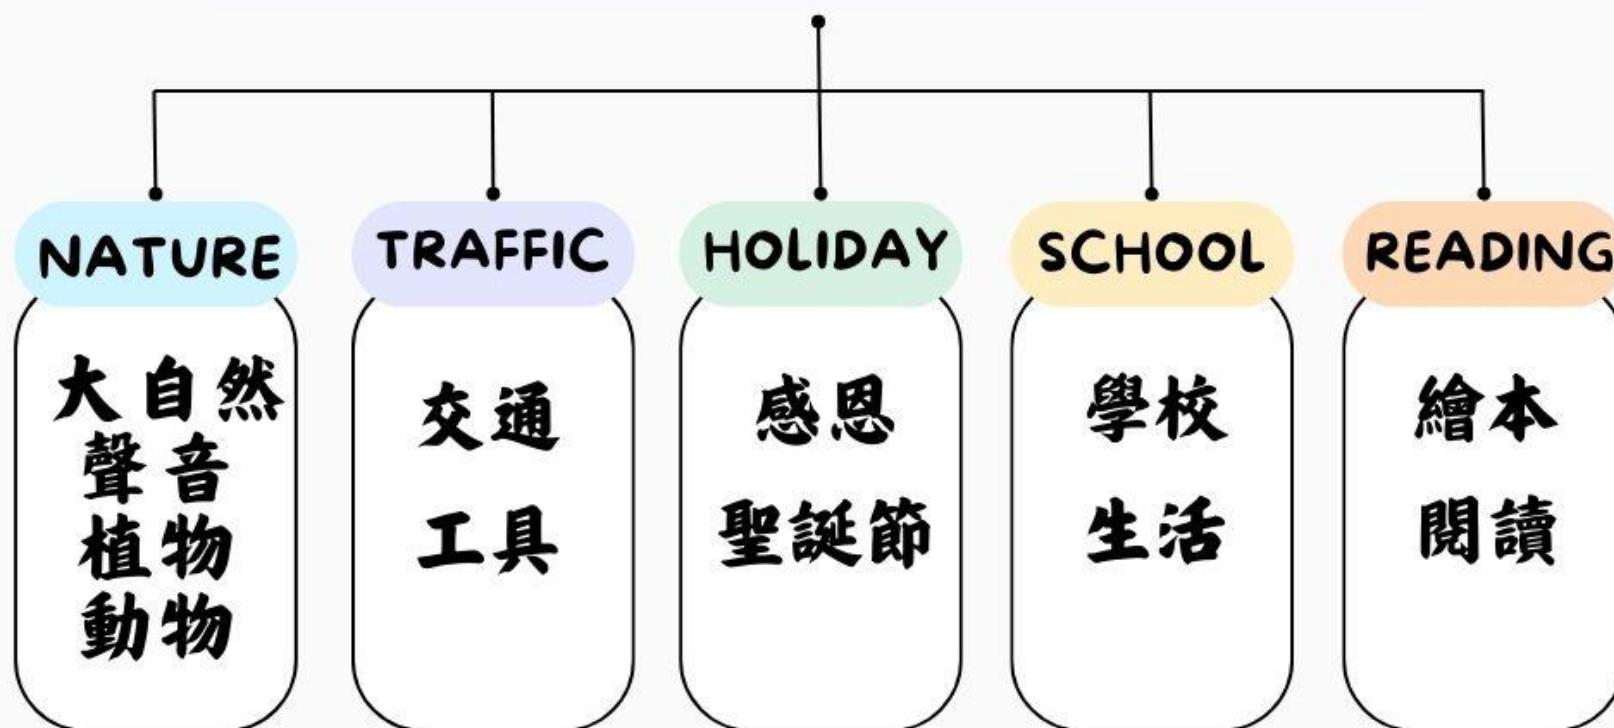 NATURE
大自然
聲音
植物
動物
TRAFFIC
交通
工具
HOLIDAY
感恩
聖誕節
SCHOOL
學校
生活
READING
繪本
閱讀